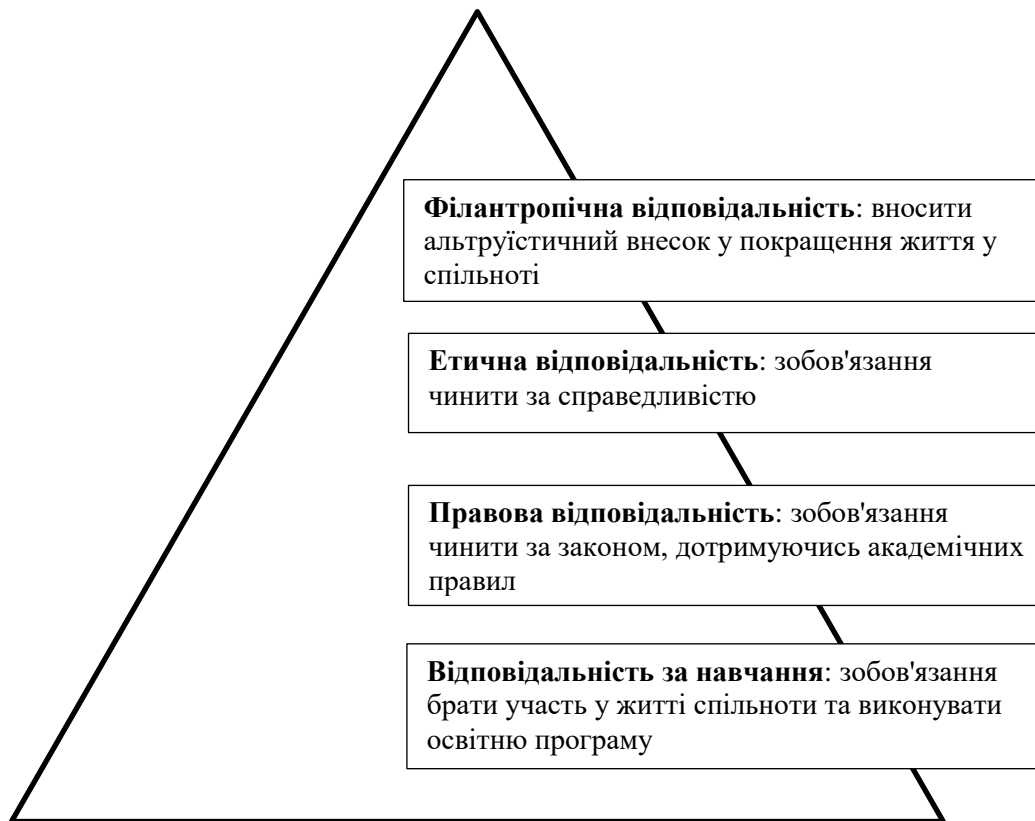 Філантропічна відповідальність: вносити
альтруїстичний внесок у покращення життя у
спільноті
Етична відповідальність: зобов'язання
чинити за справедливістю
Правова відповідальність: зобов'язання
чинити за законом, дотримуючись академічних
правил
Відповідальність за навчання: зобов'язання
брати участь у житті спільноти та виконувати
освітню програму